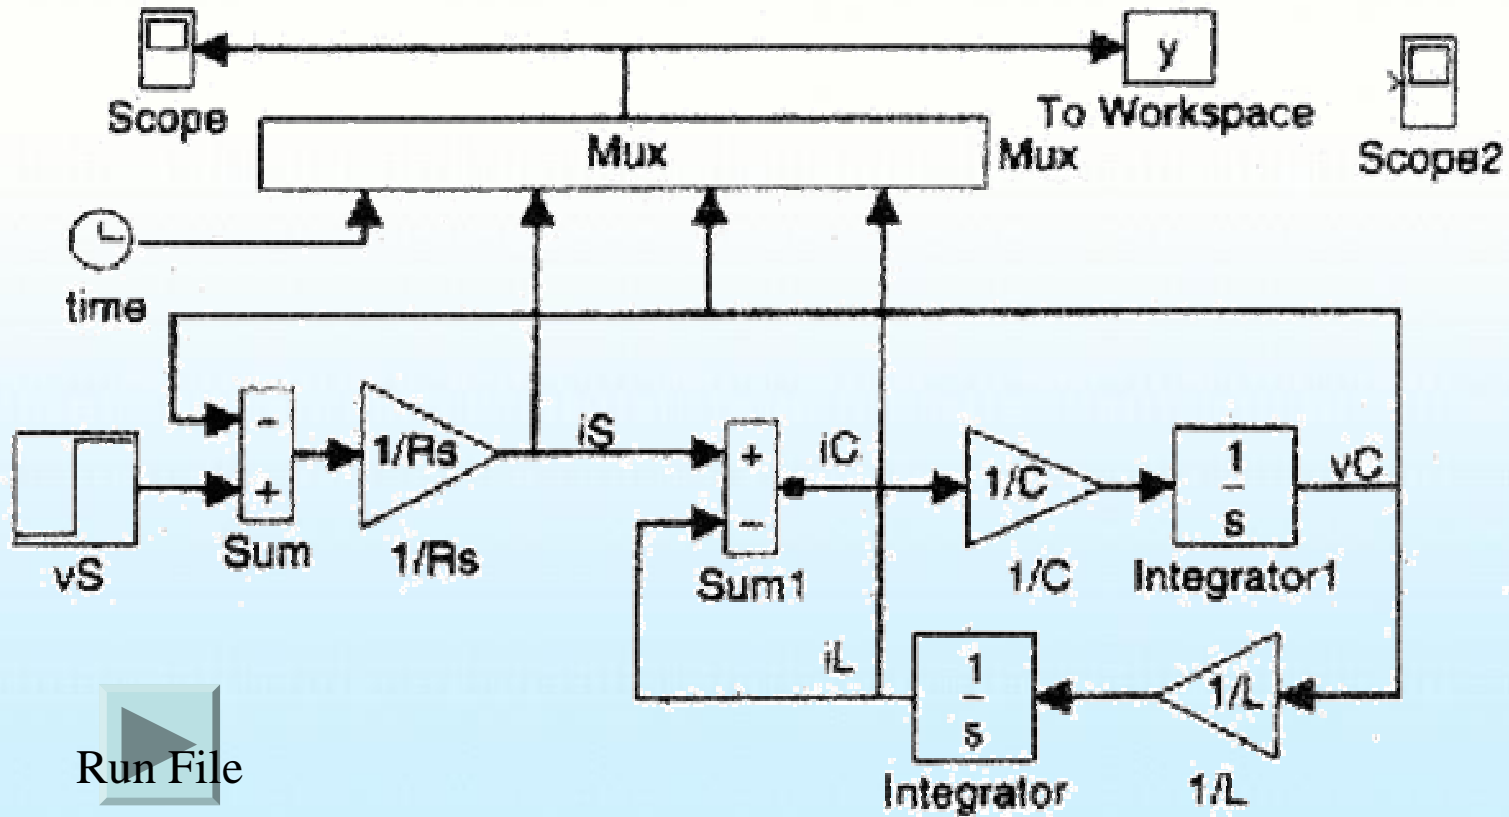 y
Scope
To Workspace
Mux
Mux
Scope2
time
-
+
vS
Sum
1/Rs
1/Rs
iS
+
-
Sum1
iC
1/C
1/C
1
s
Integrator1
vC
iL
1
s
Integrator
1/L
1/L
Run File